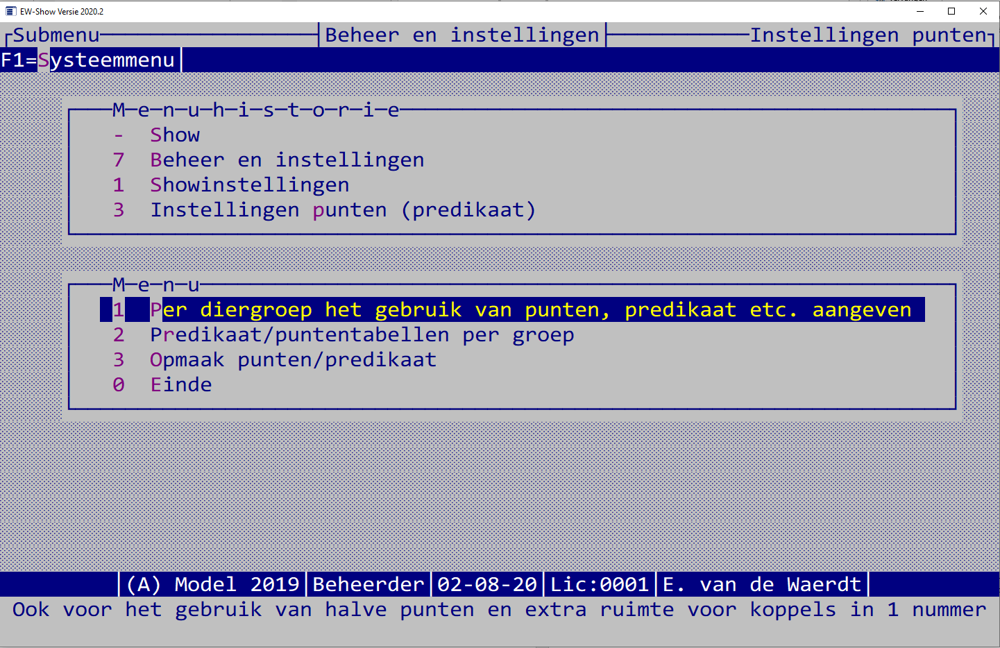 EW-Show Versie 2020.2
Submenu Beheer en instellingen Instellingen punten
F1=Systeemmenu
Menuhistorie
- Show
7 Beheer en instellingen
1 Showinstellingen
3 Instellingen punten (predikaat)
Menu
1 Per diergroep het gebruik van punten, predikaat etc. aangeven
2 Predikaat/puntentabellen per groep
3 Opmaak punten/predikaat
0 Einde
|(A) Model 2019|Beheerder|02-08-20|Lic:0001|E. van de Waerdt|
Ook voor het gebruik van halve punten en extra ruimte voor koppels in 1 nummer